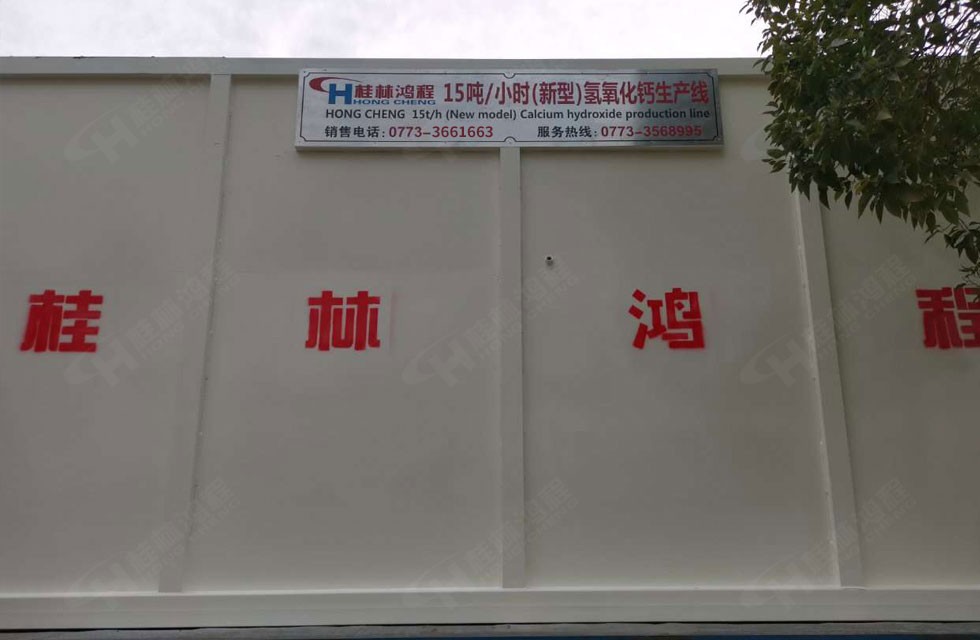 桂林鸿程 15吨/小时(新型)氢氧化钙生产线
HONG CHENG
HONG CHENG 15t/h (New model) Calcium hydroxide production line
销售电话:0773-3661663 服务热线:0773-3568995
桂 林 鸿 程